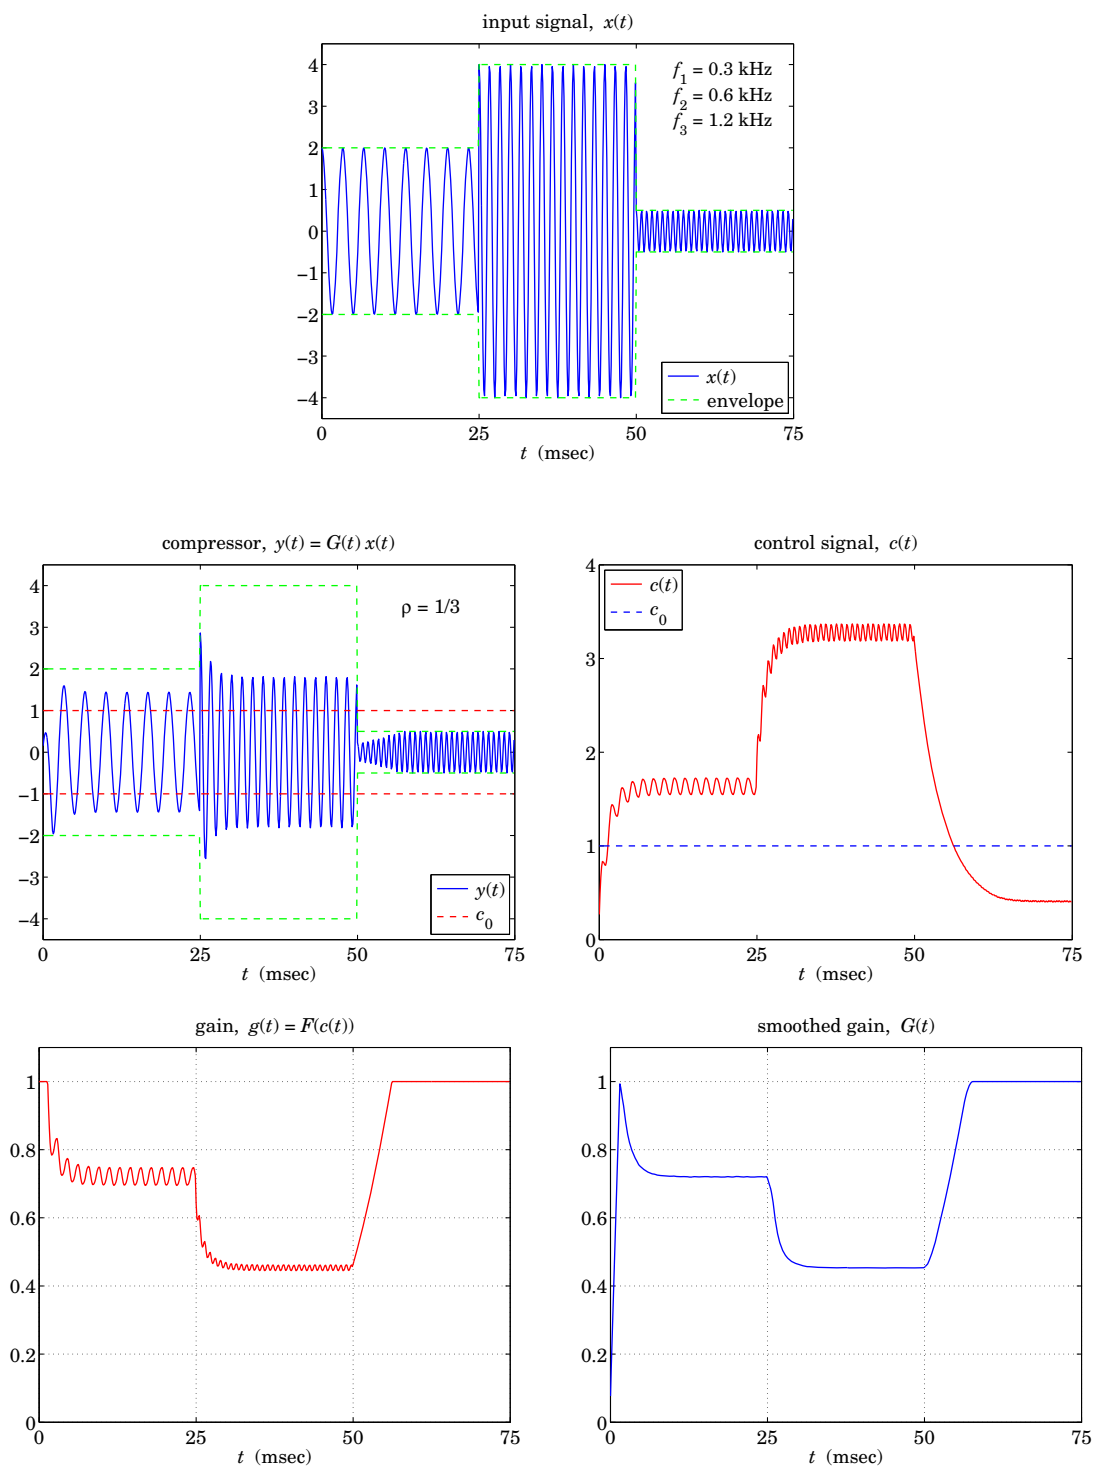 input signal, x(t)
4
3
2
1
0
−1
−2
−3
−4
f1 = 0.3 kHz
f2 = 0.6 kHz
f3 = 1.2 kHz
x(t)
envelope
0 25 50 75
t (msec)
compressor, y(t) = G(t) x(t)
4
3
2
1
0
−1
−2
−3
−4
ρ = 1/3
y(t)
c0
0 25 50 75
t (msec)
control signal, c(t)
4
3
2
1
0
c(t)
c0
0 25 50 75
t (msec)
gain, g(t) = F(c(t))
1
0.8
0.6
0.4
0.2
0
0 25 50 75
t (msec)
smoothed gain, G(t)
1
0.8
0.6
0.4
0.2
0
0 25 50 75
t (msec)